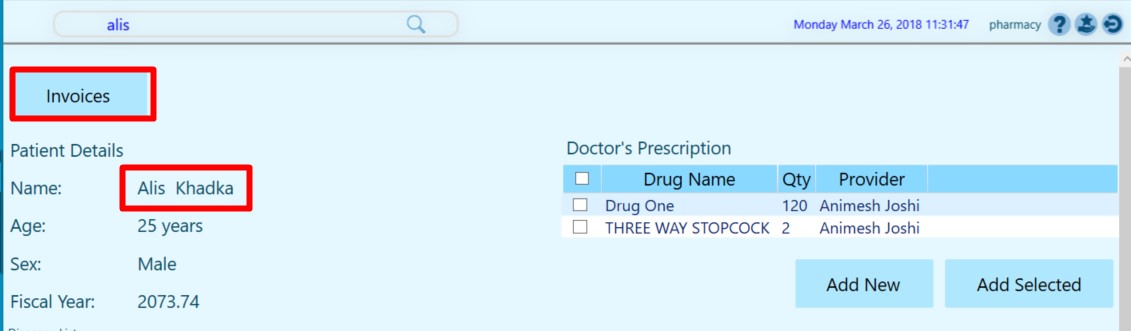 alis
Monday March 26, 2018 11:31:47 pharmacy ?
Invoices
Patient Details
Name: Alis Khadka
Age: 25 years
Sex: Male
Fiscal Year: 2073.74
Doctor's Prescription
Drug Name Qty Provider
Drug One 120 Animesh Joshi
THREE WAY STOPCOCK 2 Animesh Joshi
Add New Add Selected